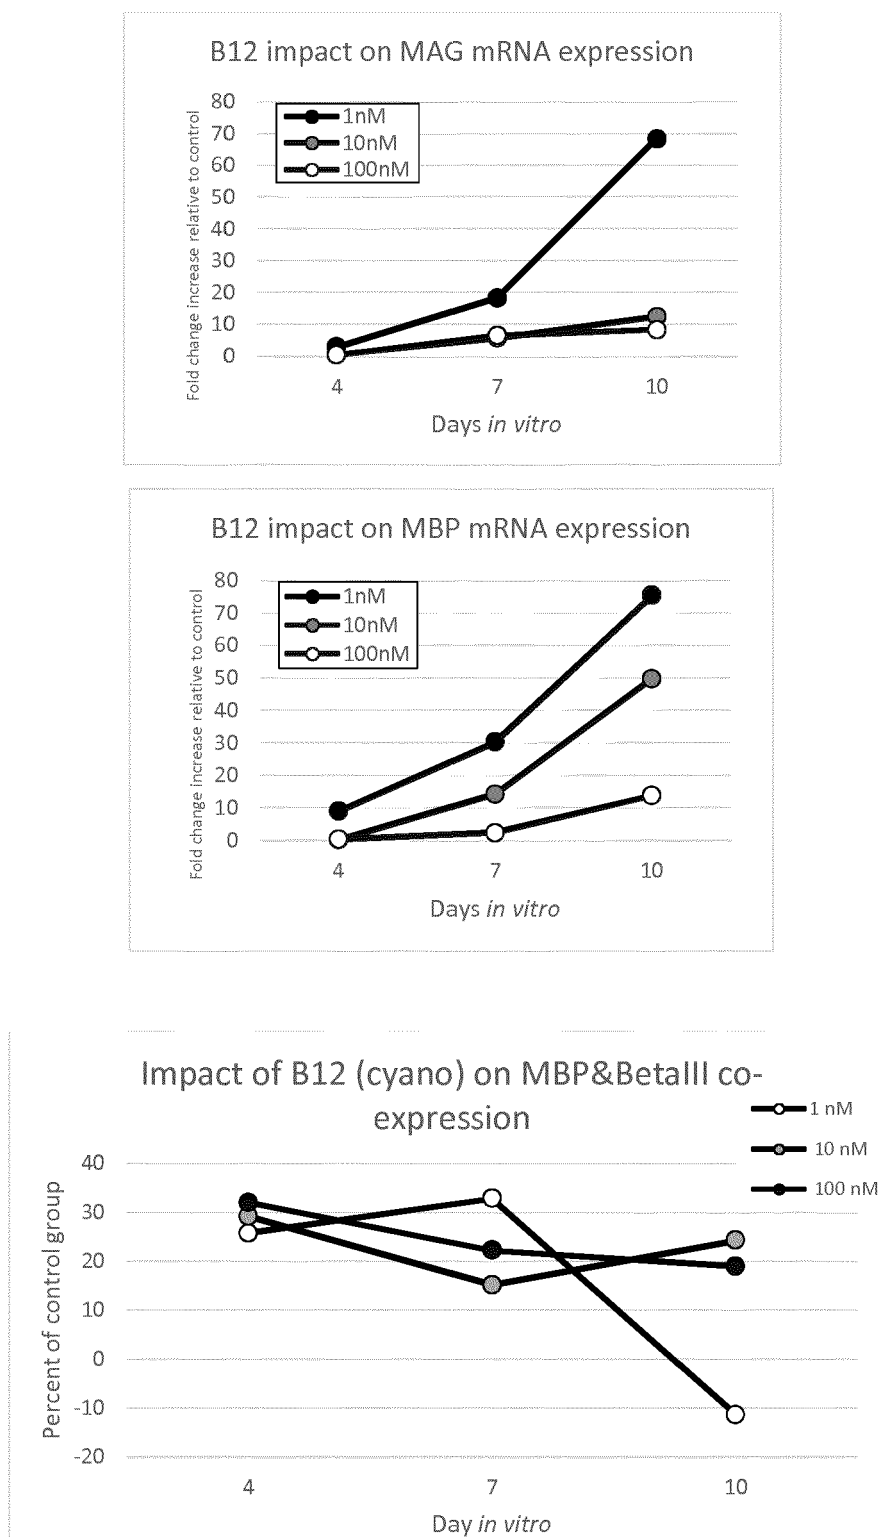 B12 impact on MAG mRNA expression
Fold change increase relative to control
80
70
60
50
40
30
20
10
0
1nM
10nM
100nM
4
7
10
Days in vitro
B12 impact on MBP mRNA expression
Fold change increase relative to control
80
70
60
50
40
30
20
10
0
1nM
10nM
100nM
4
7
10
Days in vitro
Impact of B12 (cyano) on MBP&BetaIII co-
expression
1 nM
10 nM
100 nM
Percent of control group
40
30
20
10
0
-10
-20
4
7
10
Day in vitro